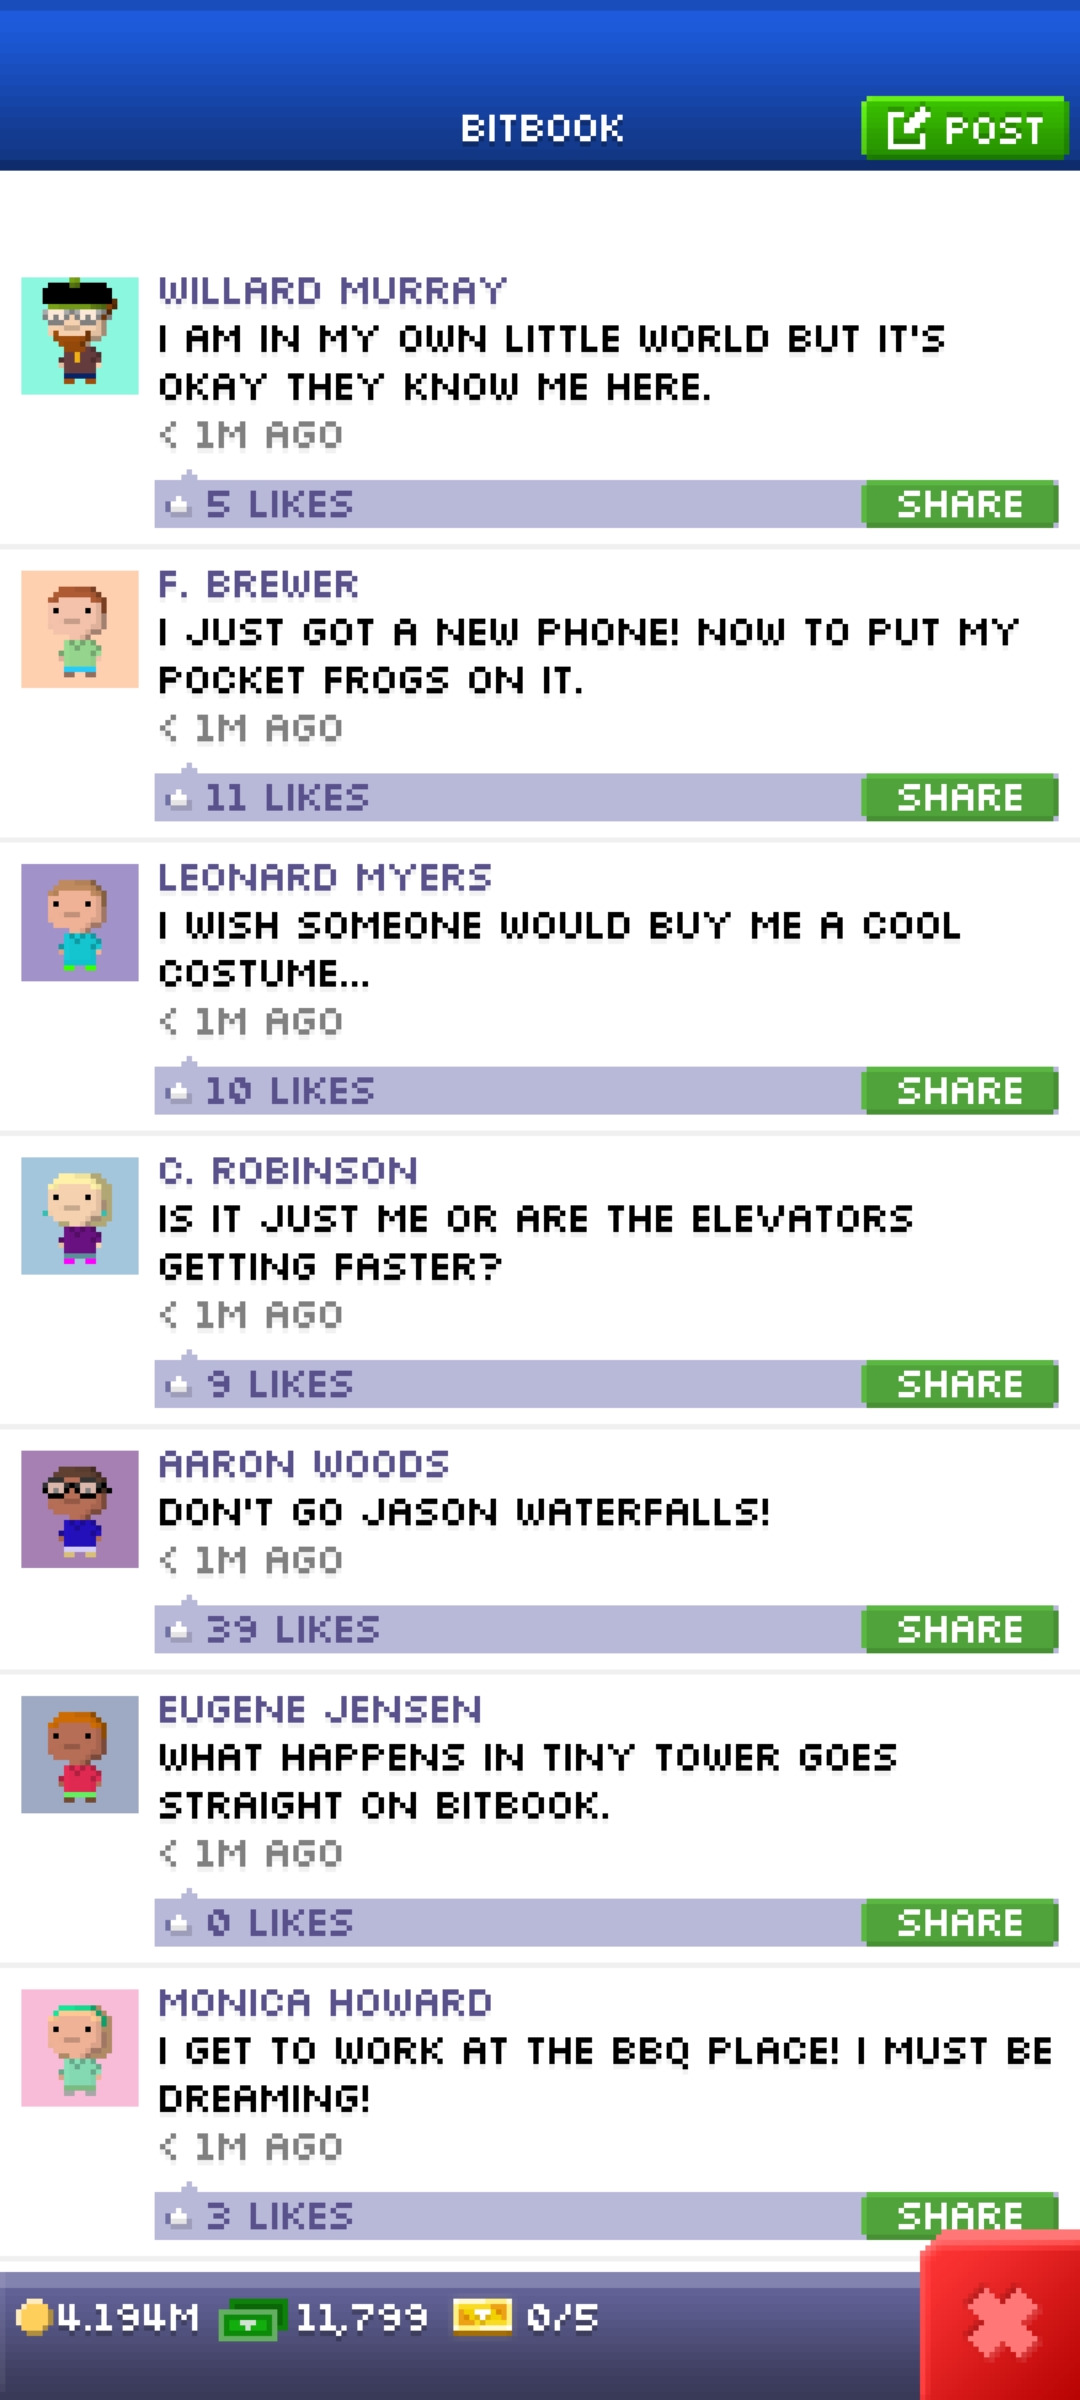 BITBOOK
POST
WILLARD MURRAY
I AM IN MY OWN LITTLE WORLD BUT IT'S
OKAY THEY KNOW ME HERE.
< 1M AGO
5 LIKES
SHARE
F. BREWER
I JUST GOT A NEW PHONE! NOW TO PUT MY
POCKET FROGS ON IT.
< 1M AGO
11 LIKES
SHARE
LEONARD MYERS
I WISH SOMEONE WOULD BUY ME A COOL
COSTUME...
< 1M AGO
10 LIKES
SHARE
C. ROBINSON
IS IT JUST ME OR ARE THE ELEVATORS
GETTING FASTER?
< 1M AGO
9 LIKES
SHARE
AARON WOODS
DON'T GO JASON WATERFALLS!
< 1M AGO
39 LIKES
SHARE
EUGENE JENSEN
WHAT HAPPENS IN TINY TOWER GOES
STRAIGHT ON BITBOOK.
< 1M AGO
0 LIKES
SHARE
MONICA HOWARD
I GET TO WORK AT THE BBQ PLACE! I MUST BE
DREAMING!
< 1M AGO
3 LIKES
SHARE
4.194M 11,799 0/5